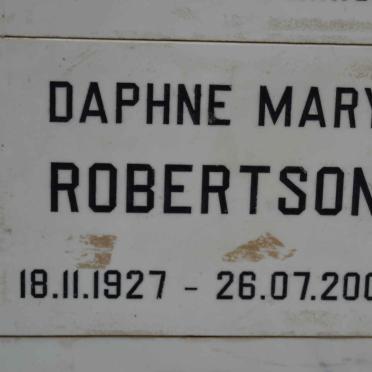 DAPHNE MARY
ROBERTSON
18.11.1927 - 26.07.200